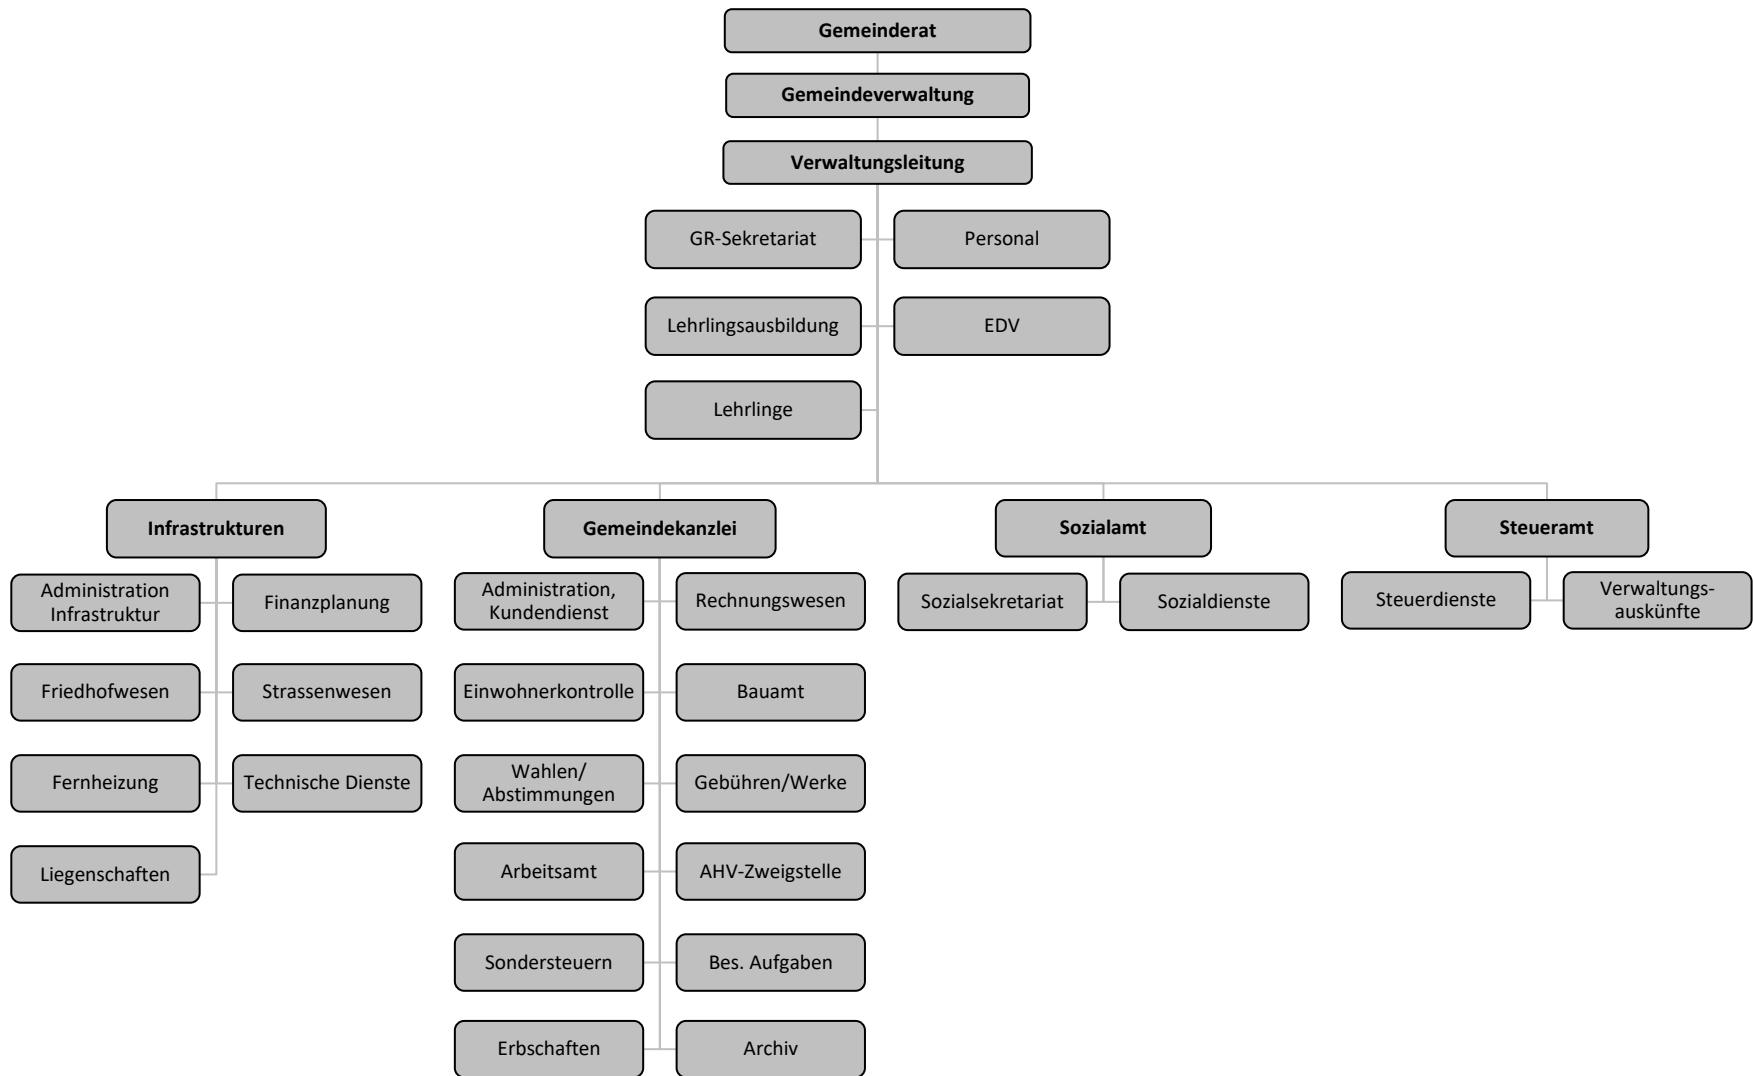 Gemeinderat
Gemeindeverwaltung
Verwaltungsleitung
GR-Sekretariat
Personal
Lehrlingsausbildung
EDV
Lehrlinge
Infrastrukturen
Gemeindekanzlei
Sozialamt
Steueramt
Administration
Infrastruktur
Finanzplanung
Administration,
Kundendienst
Rechnungswesen
Sozialsekretariat
Sozialdienste
Steuerdienste
Verwaltungs-
auskünfte
Friedhofwesen
Strassenwesen
Einwohnerkontrolle
Bauamt
Fernheizung
Technische Dienste
Wahlen/
Abstimmungen
Gebühren/Werke
Liegenschaften
Arbeitsamt
AHV-Zweigstelle
Sondersteuern
Bes. Aufgaben
Erbschaften
Archiv